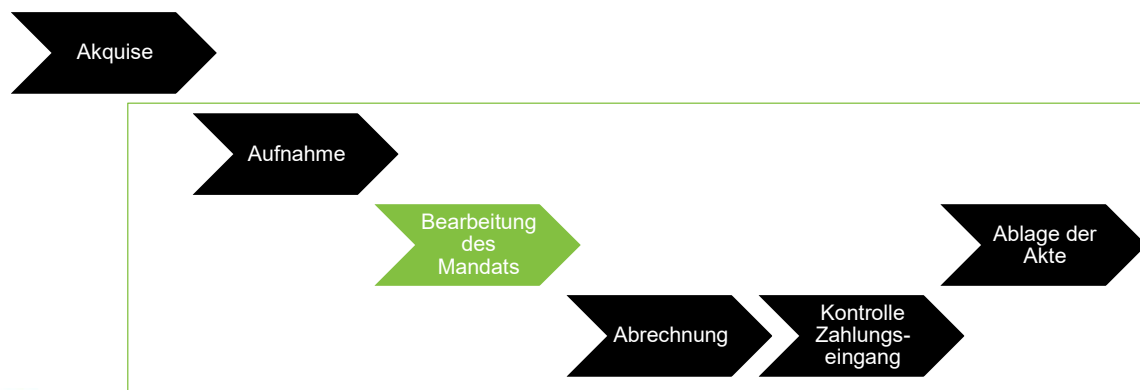 Akquise
Aufnahme
Bearbeitung
des
Mandats
Ablage der
Akte
Abrechnung
Kontrolle
Zahlungs-
eingang